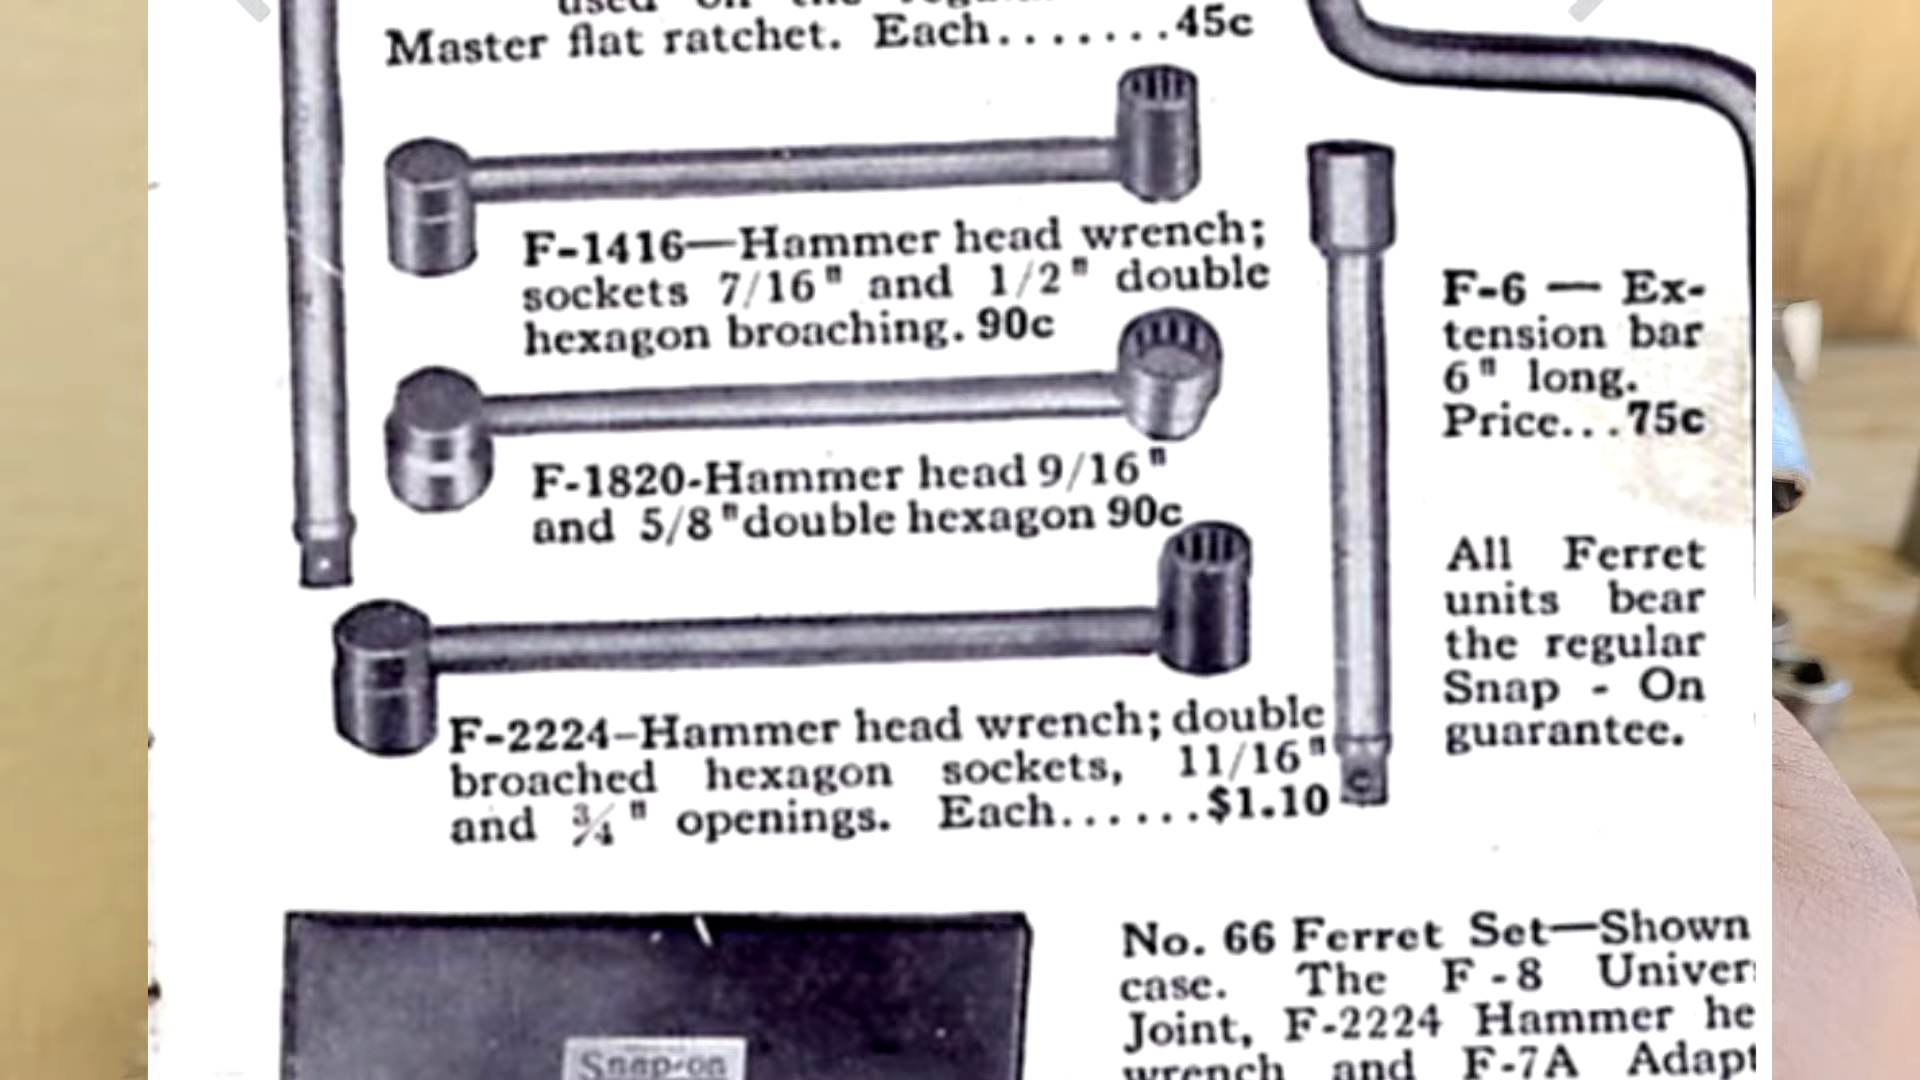 used on the
Master flat ratchet. Each.......45c
F-1416—Hammer head wrench;
sockets 7/16" and 1/2" double
hexagon broaching. 90c
F-1820-Hammer head 9/16"
and 5/8" double hexagon 90c
F-2224-Hammer head wrench; double
broached hexagon sockets, 11/16"
and ¾" openings. Each......$1.10
F-6 — Ex-
tension bar
6" long.
Price...75c
All Ferret
units bear
the regular
Snap - On
guarantee.
Snap-on
No. 66 Ferret Set—Shown
case. The F-8 Univer
Joint, F-2224 Hammer he
wrench and F-7A Adapt